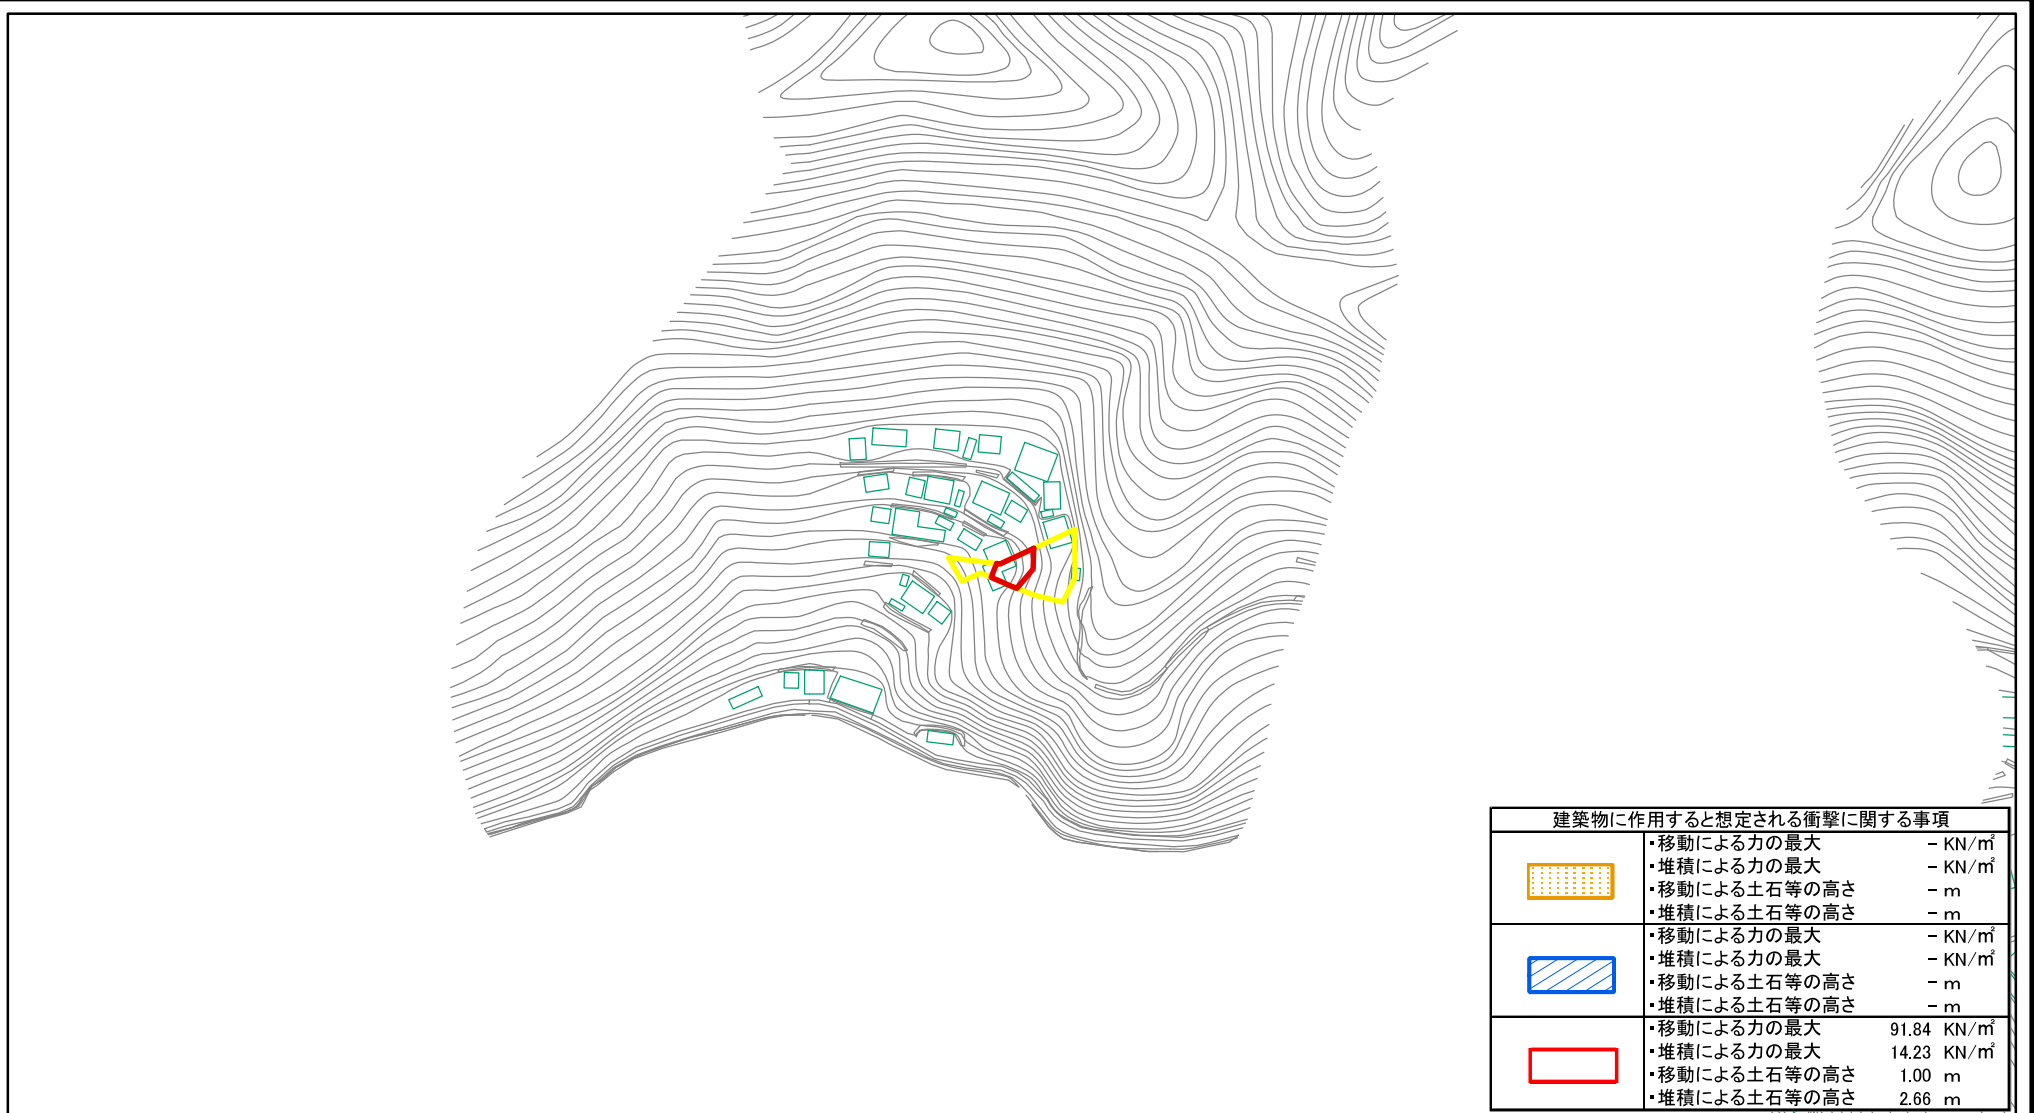 建築物に作用すると想定される衝撃に関する事項
・移動による力の最大 - KN/㎡
・堆積による力の最大 - KN/㎡
・移動による土石等の高さ - m
・堆積による土石等の高さ - m
・移動による力の最大 - KN/㎡
・堆積による力の最大 - KN/㎡
・移動による土石等の高さ - m
・堆積による土石等の高さ - m
・移動による力の最大 91.84 KN/㎡
・堆積による力の最大 14.23 KN/㎡
・移動による土石等の高さ 1.00 m
・堆積による土石等の高さ 2.66 m